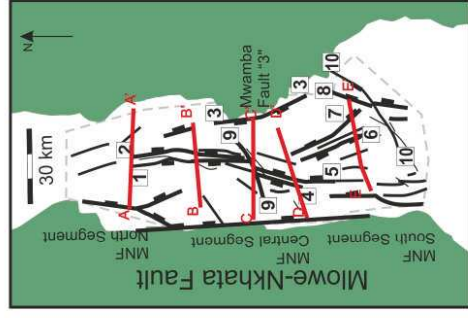 N
30 km
A
A'
2
1
B
B'
3
9
C
C'
Mwamba
Fault "3"
3
9
D
D'
4
10
8
7
E
E'
6
5
10
MNF
North Segment
MNF
Central Segment
MNF
South Segment
Mlowe-Nkhata Fault